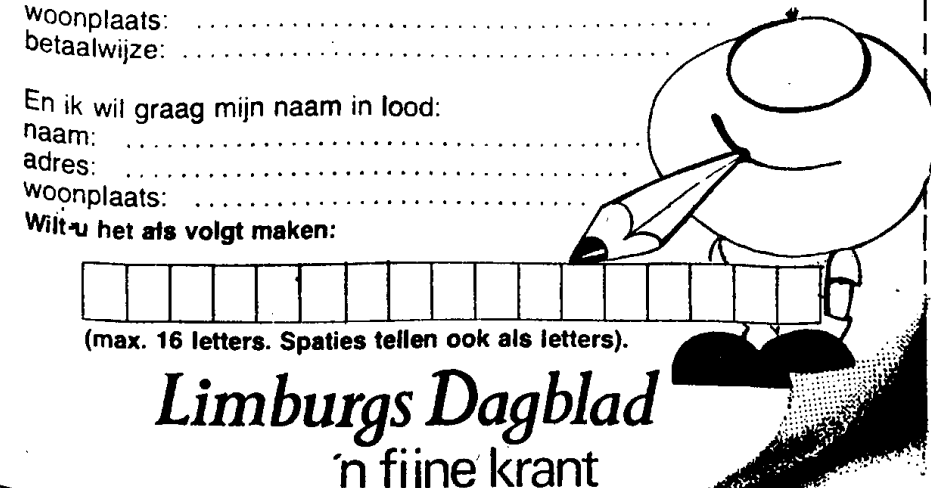 woonplaats: ....................................................
betaalwijze: ..................................................
En ik wil graag mijn naam in lood:
naam: ....................................................
adres: ...................................................
woonplaats: ........................................
Wilt u het als volgt maken:
(max. 16 letters. Spaties tellen ook als letters).
Limburgs Dagblad
'n fijne krant